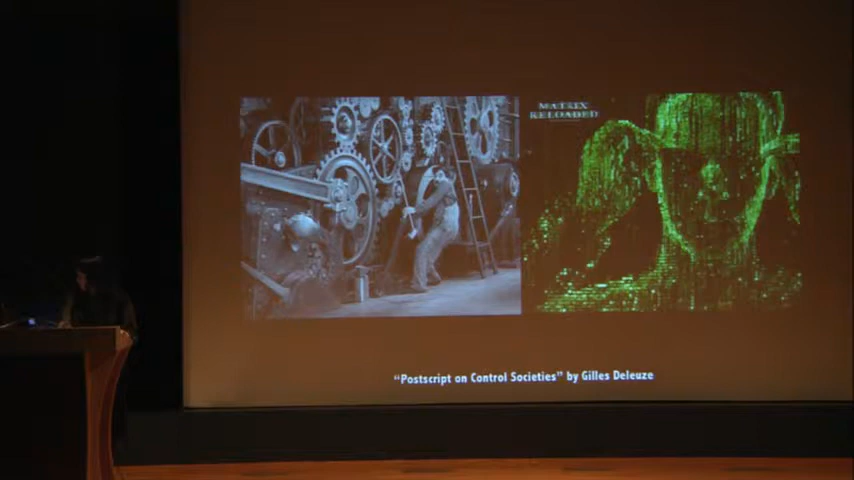 MATRIX
RELOADED
“Postscript on Control Societies” by Gilles Deleuze